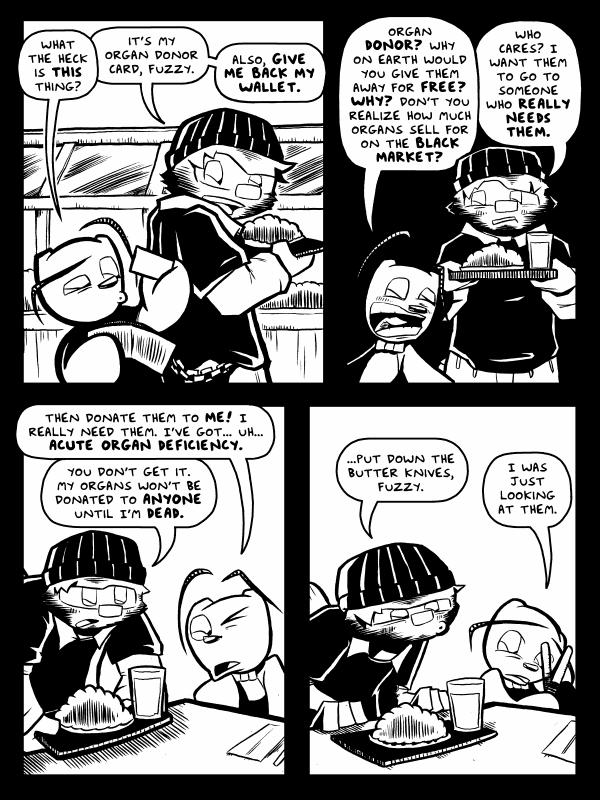 WHAT
THE HECK
IS THIS
THING?
IT'S MY
ORGAN DONOR
CARD, FUZZY.
ALSO, GIVE
ME BACK MY
WALLET.
ORGAN
DONOR? WHY
ON EARTH WOULD
YOU GIVE THEM
AWAY FOR FREE?
WHY? DON'T YOU
REALIZE HOW MUCH
ORGANS SELL FOR
ON THE BLACK
MARKET?
WHO
CARES? I
WANT THEM
TO GO TO
SOMEONE
WHO REALLY
NEEDS
THEM.
THEN DONATE THEM TO ME! I
REALLY NEED THEM. I'VE GOT... UH...
ACUTE ORGAN DEFICIENCY.
YOU DON'T GET IT.
MY ORGANS WON'T BE
DONATED TO ANYONE
UNTIL I'M DEAD.
...PUT DOWN THE
BUTTER KNIVES,
FUZZY.
I WAS
JUST
LOOKING
AT THEM.